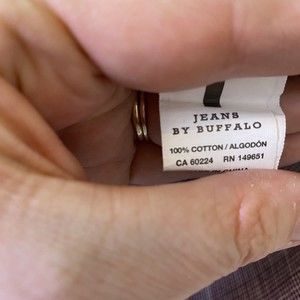 JEANS
BY BUFFALO
100% COTTON/ALGODÓN
CA 60224 RN 149651